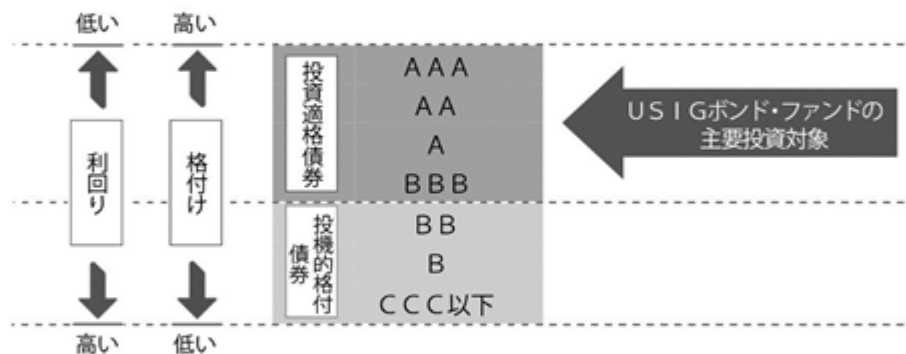 低い
高い
利回り
格付け
高い
低い
投資適格債券
AAA
AA
A
BBB
投機的格付
債券
BB
B
CCC以下
USIGボンド・ファンドの
主要投資対象